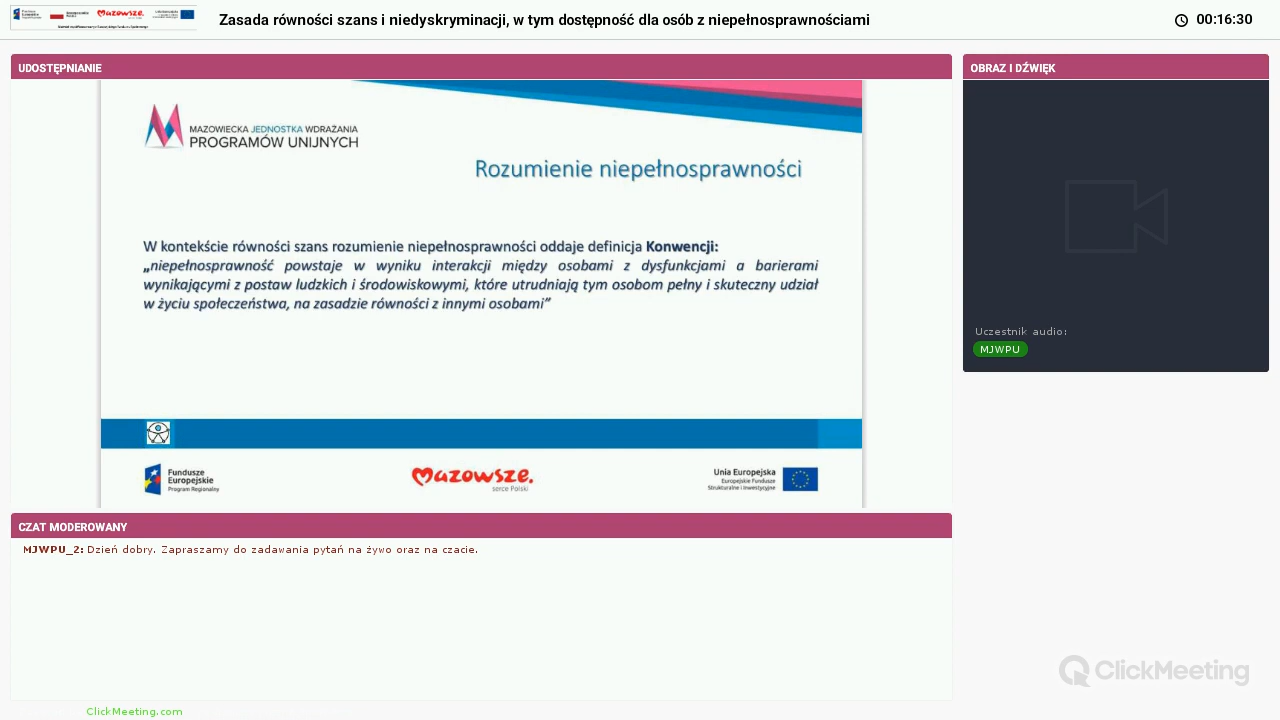 Zasada równości szans i niedyskryminacji, w tym dostępność dla osób z niepełnosprawnościami
00:16:30
UDOSTĘPNIANIE
OBRAZ I DŹWIĘK
MAZOWIECKA JEDNOSTKA WDRAŻANIA
PROGRAMÓW UNIJNYCH
Rozumienie niepełnosprawności
W kontekście równości szans rozumienie niepełnosprawności oddaje definicja Konwencji:
„niepełnosprawność powstaje w wyniku interakcji między osobami z dysfunkcjami a barierami
wynikającymi z postaw ludzkich i środowiskowymi, które utrudniają tym osobom pełny i skuteczny udział
w życiu społeczeństwa, na zasadzie równości z innymi osobami”
Uczestnik audio:
MJWPU
Fundusze
Europejskie
Program Regionalny
Mazowsze.
serce Polski
Unia Europejska
Europejskie Fundusze
Strukturalne i Inwestycyjne
CZAT MODEROWANY
MJWPU_2: Dzień dobry. Zapraszamy do zadawania pytań na żywo oraz na czacie.
ClickMeeting
ClickMeeting.com